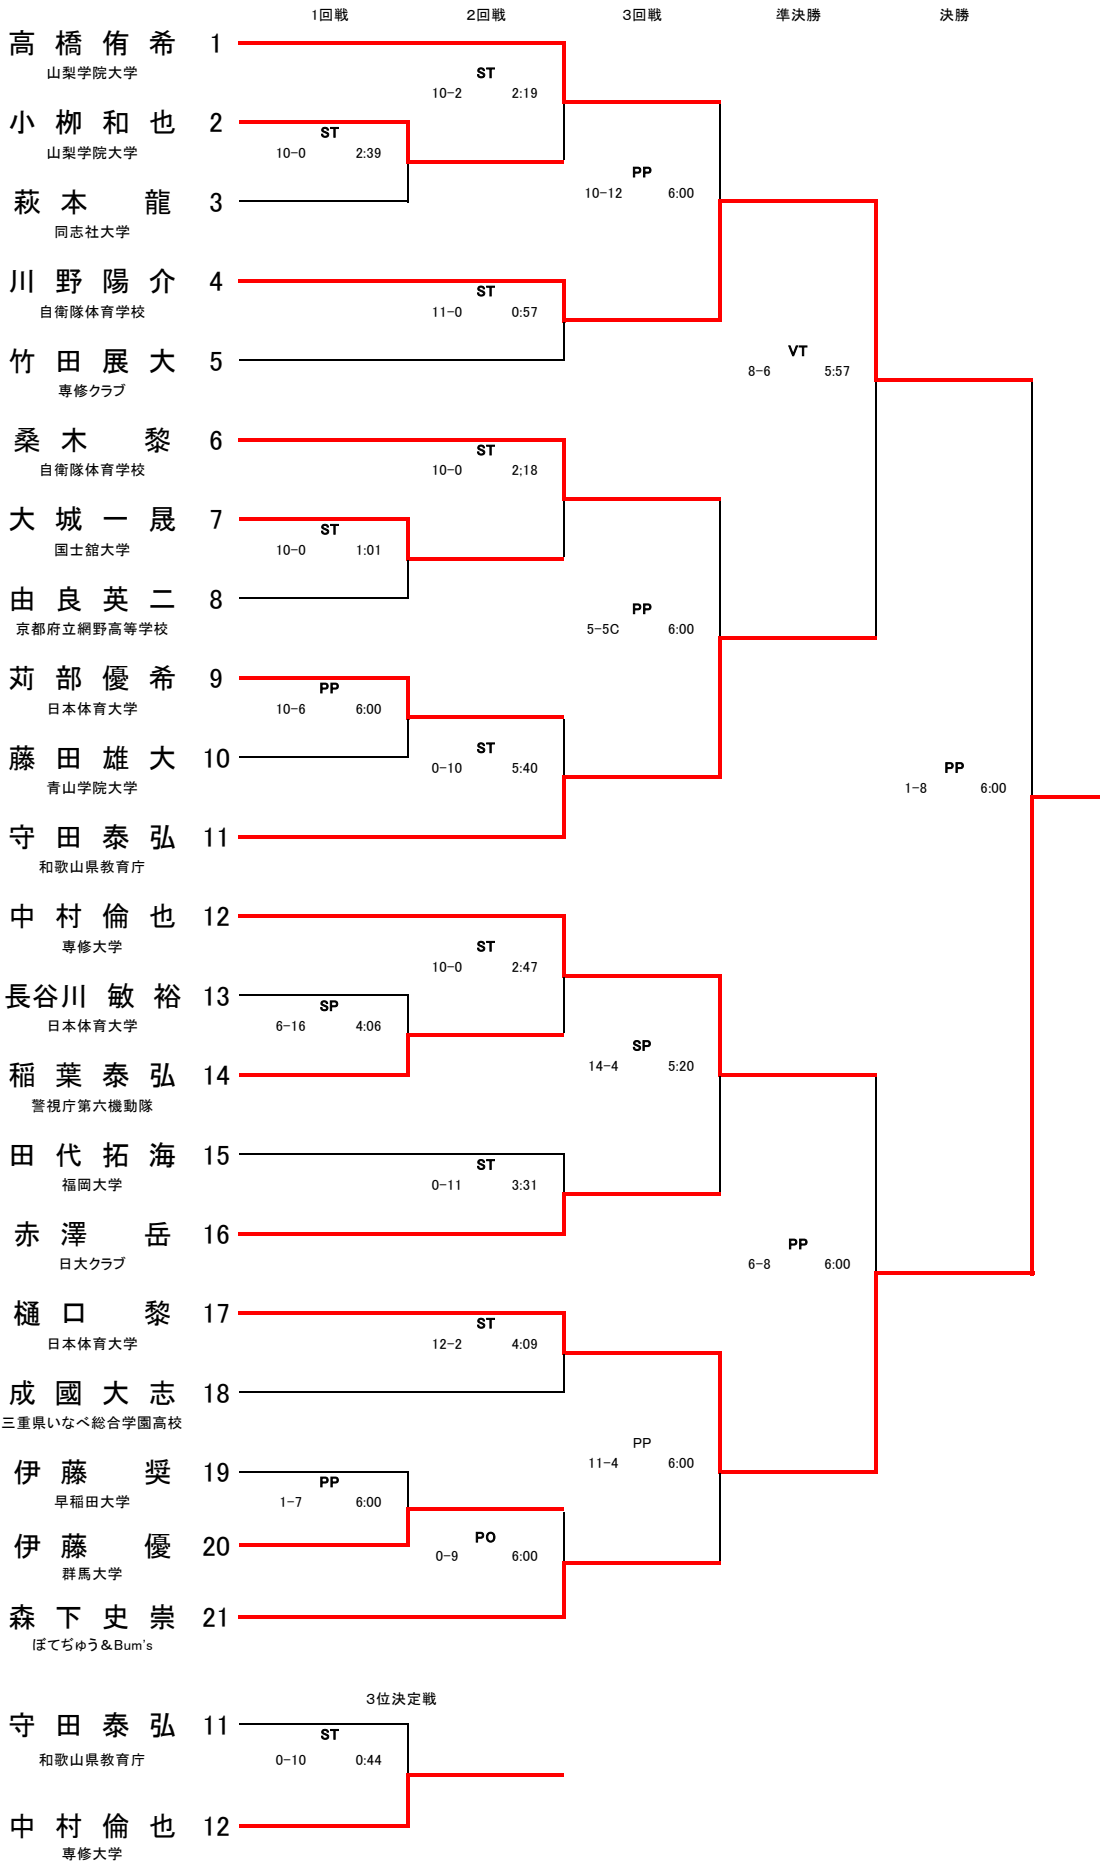 1回戦 2回戦 3回戦 準決勝 決勝
高橋侑希 1
山梨学院大学
ST
10-2 2:19
小栁和也 2
山梨学院大学
ST
10-0 2:39
PP
10-12 6:00
萩本 龍 3
同志社大学
川野陽介 4
自衛隊体育学校
ST
11-0 0:57
竹田展大 5
専修クラブ
VT
8-6 5:57
桑木 黎 6
自衛隊体育学校
ST
10-0 2;18
大城一晟 7
国士舘大学
ST
10-0 1:01
由良英二 8
京都府立網野高等学校
PP
5-5C 6:00
苅部優希 9
日本体育大学
PP
10-6 6:00
藤田雄大 10
青山学院大学
ST
0-10 5:40
PP
1-8 6:00
守田泰弘 11
和歌山県教育庁
中村倫也 12
専修大学
ST
10-0 2:47
長谷川敏裕 13
日本体育大学
SP
6-16 4:06
SP
14-4 5:20
稲葉泰弘 14
警視庁第六機動隊
田代拓海 15
福岡大学
ST
0-11 3:31
赤澤 岳 16
日大クラブ
PP
6-8 6:00
樋口 黎 17
日本体育大学
ST
12-2 4:09
成國大志 18
三重県いなべ総合学園高校
PP
11-4 6:00
伊藤 奨 19
早稲田大学
PP
1-7 6:00
伊藤 優 20
群馬大学
PO
0-9 6:00
森下史崇 21
ぽてぢゅう&Bum's
3位決定戦
守田泰弘 11
和歌山県教育庁
ST
0-10 0:44
中村倫也 12
専修大学